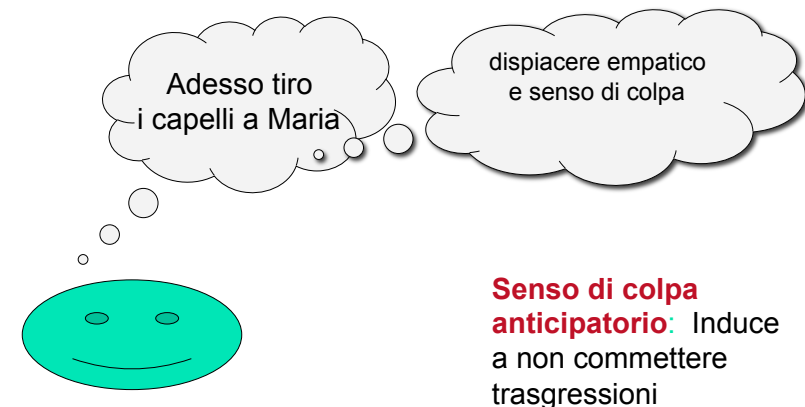 Adesso tiro
i capelli a Maria
dispiacere empatico
e senso di colpa
Senso di colpa
anticipatorio: Induce
a non commettere
trasgressioni